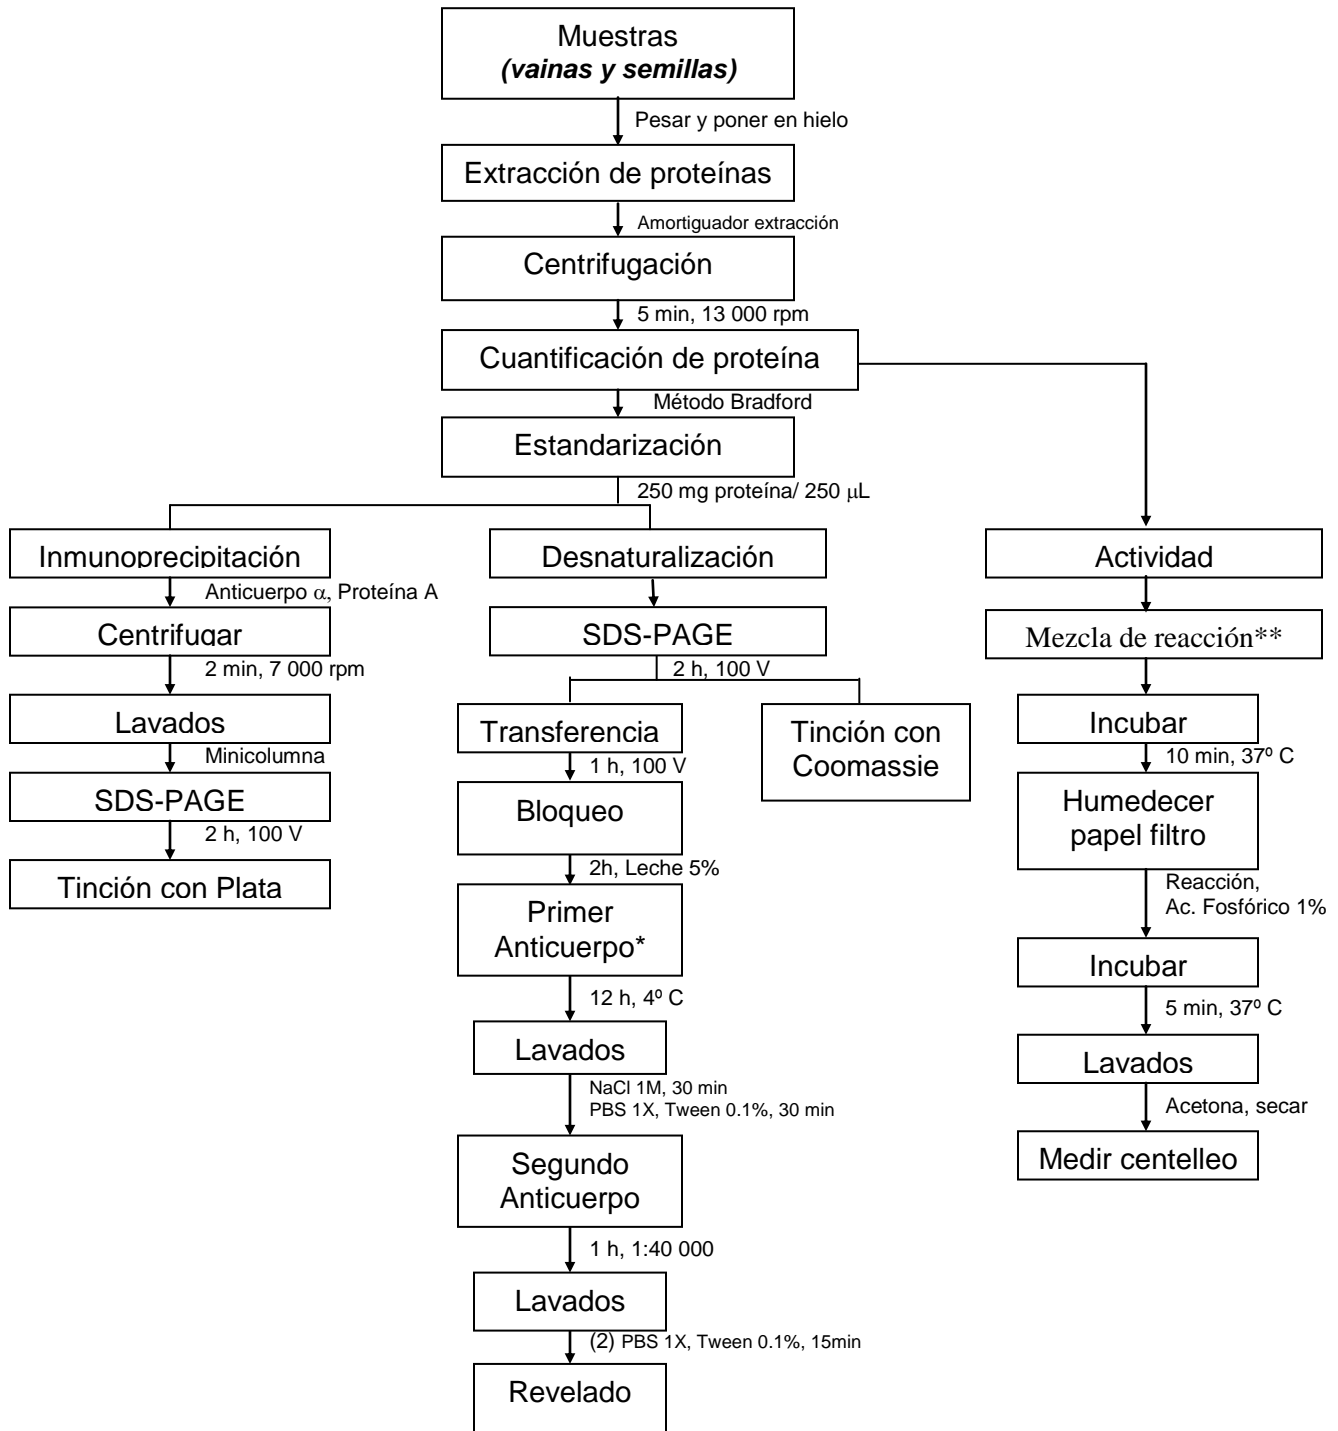 Muestras
(vainas y semillas)
Pesar y poner en hielo
Extracción de proteínas
Amortiguador extracción
Centrifugación
5 min, 13 000 rpm
Cuantificación de proteína
Método Bradford
Estandarización
250 mg proteína/ 250 μL
Inmunoprecipitación
Anticuerpo α, Proteína A
Centrifugar
2 min, 7 000 rpm
Lavados
Minicolumna
SDS-PAGE
2 h, 100 V
Tinción con Plata
Desnaturalización
SDS-PAGE
2 h, 100 V
Transferencia
1 h, 100 V
Bloqueo
2h, Leche 5%
Primer
Anticuerpo*
12 h, 4º C
Lavados
NaCl 1M, 30 min
PBS 1X, Tween 0.1%, 30 min
Segundo
Anticuerpo
1 h, 1:40 000
Lavados
(2) PBS 1X, Tween 0.1%, 15min
Revelado
Tinción con
Coomassie
Actividad
Mezcla de reacción**
Incubar
10 min, 37º C
Humedecer
papel filtro
Reacción,
Ac. Fosfórico 1%
Incubar
5 min, 37º C
Lavados
Acetona, secar
Medir centelleo